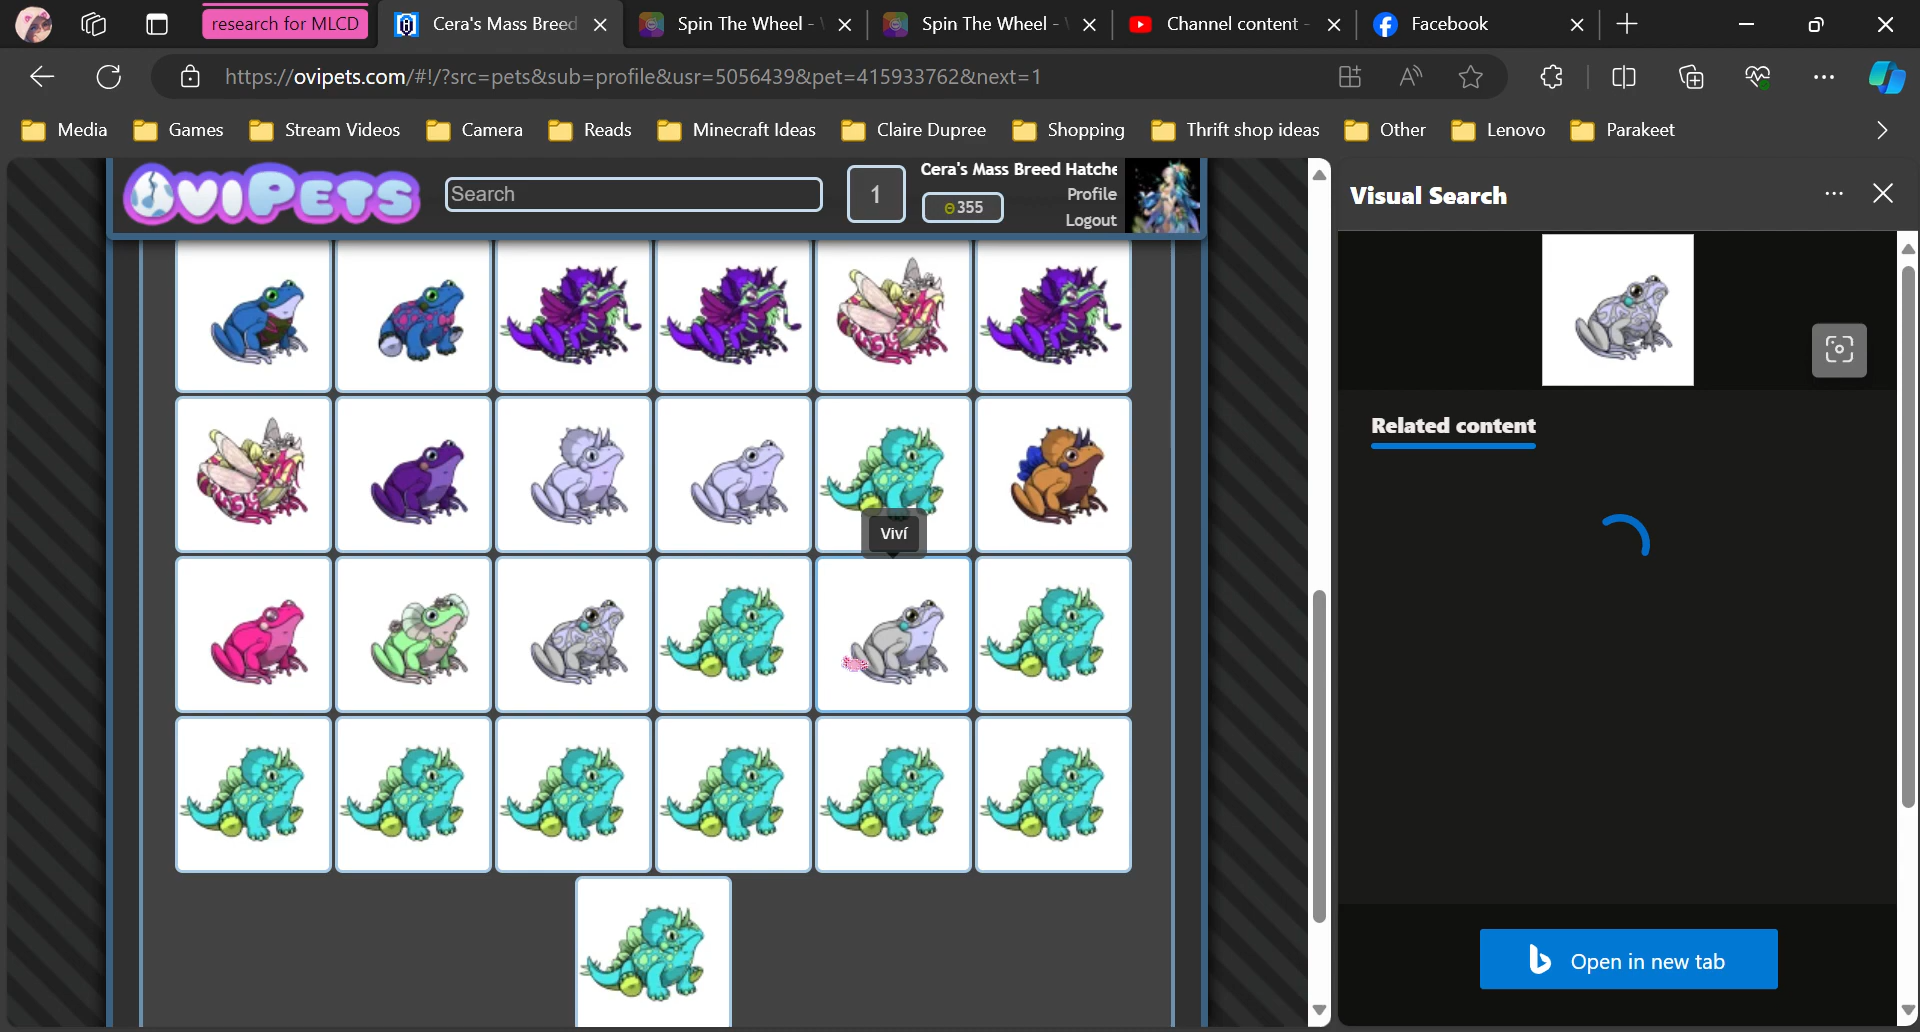 research for MLCD
Cera's Mass Breed
Spin The Wheel -
Spin The Wheel -
Channel content -
Facebook
https://ovipets.com/#!/?src=pets&sub=profile&usr=5056439&pet=415933762&next=1
Media
Games
Stream Videos
Camera
Reads
Minecraft Ideas
Claire Dupree
Shopping
Thrift shop ideas
Other
Lenovo
Parakeet
OVIPETS
Search
1
Cera's Mass Breed Hatche
355
Profile
Logout
Viví
Visual Search
Related content
Open in new tab